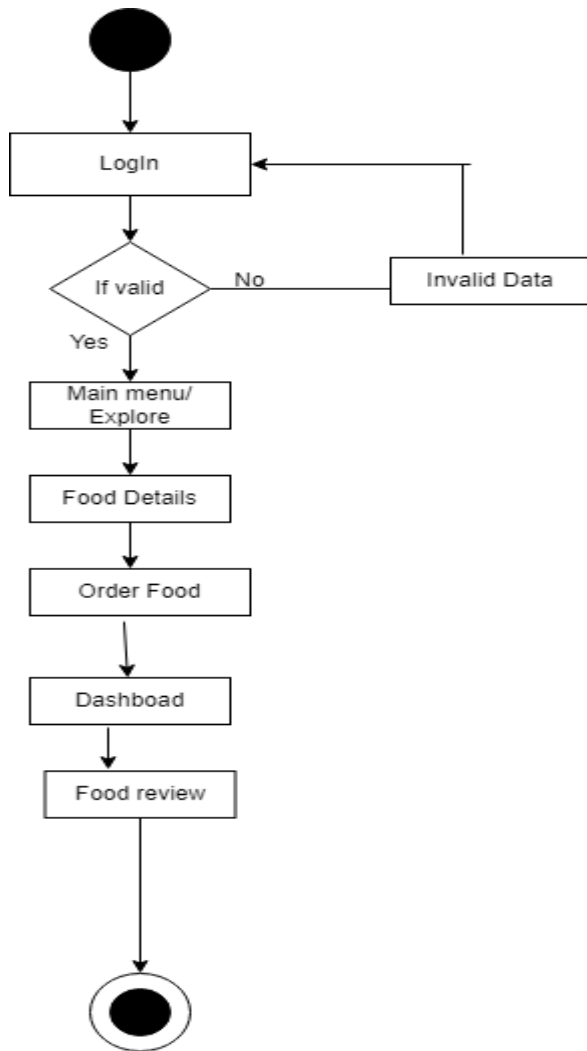 LogIn
If valid
No
Invalid Data
Yes
Main menu/
Explore
Food Details
Order Food
Dashboad
Food review